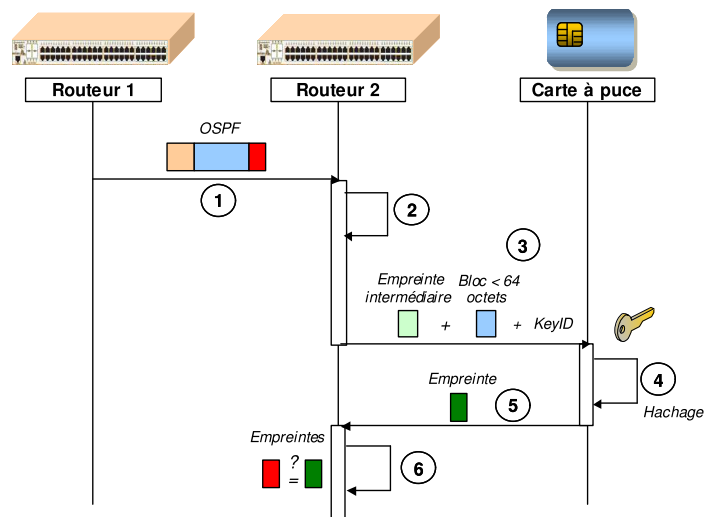 Routeur 1
Routeur 2
Carte à puce
OSPF
1
2
3
Empreinte intermédiaire
Bloc < 64 octets
+
+ KeyID
4
Hachage
Empreinte
5
Empreintes
?
=
6